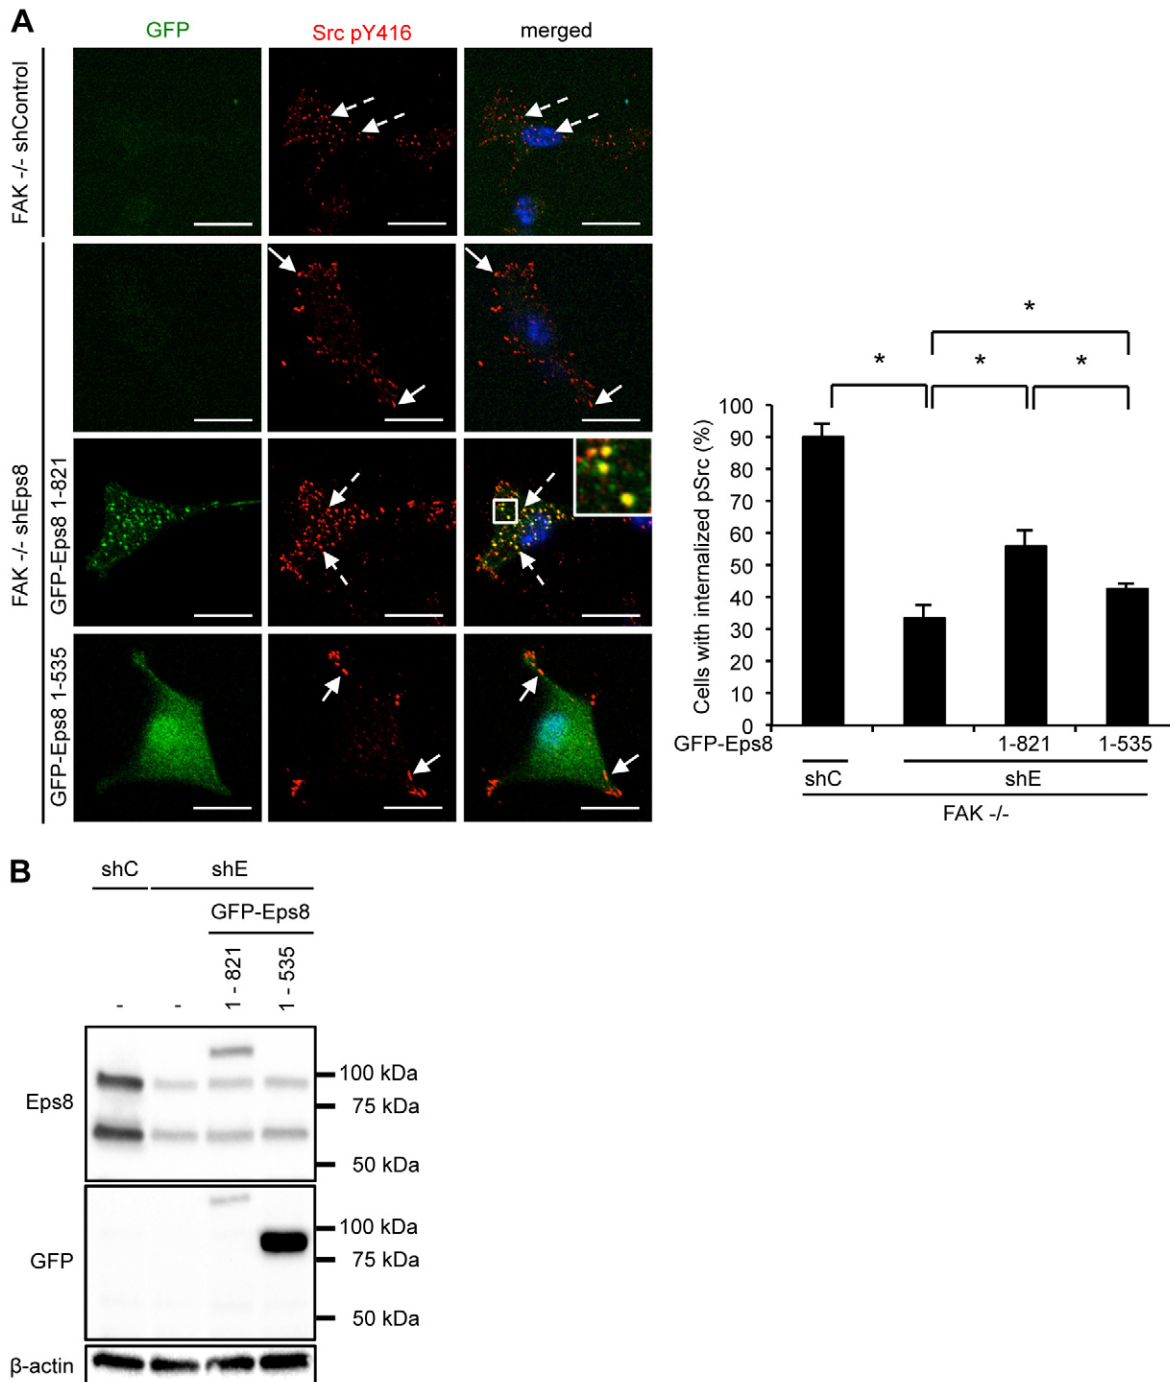 A
GFP
Src pY416
merged
FAK -/- shControl
FAK -/- shEps8
GFP-Eps8 1-821
GFP-Eps8 1-535
* 
* * *
Cells with internalized pSrc (%)
100
90
80
70
60
50
40
30
20
10
0
GFP-Eps8 1-821 1-535
shC shE
FAK -/-
B
shC shE
GFP-Eps8
- - 1 - 821 1 - 535
Eps8
100 kDa
75 kDa
50 kDa
GFP
100 kDa
75 kDa
50 kDa
β-actin